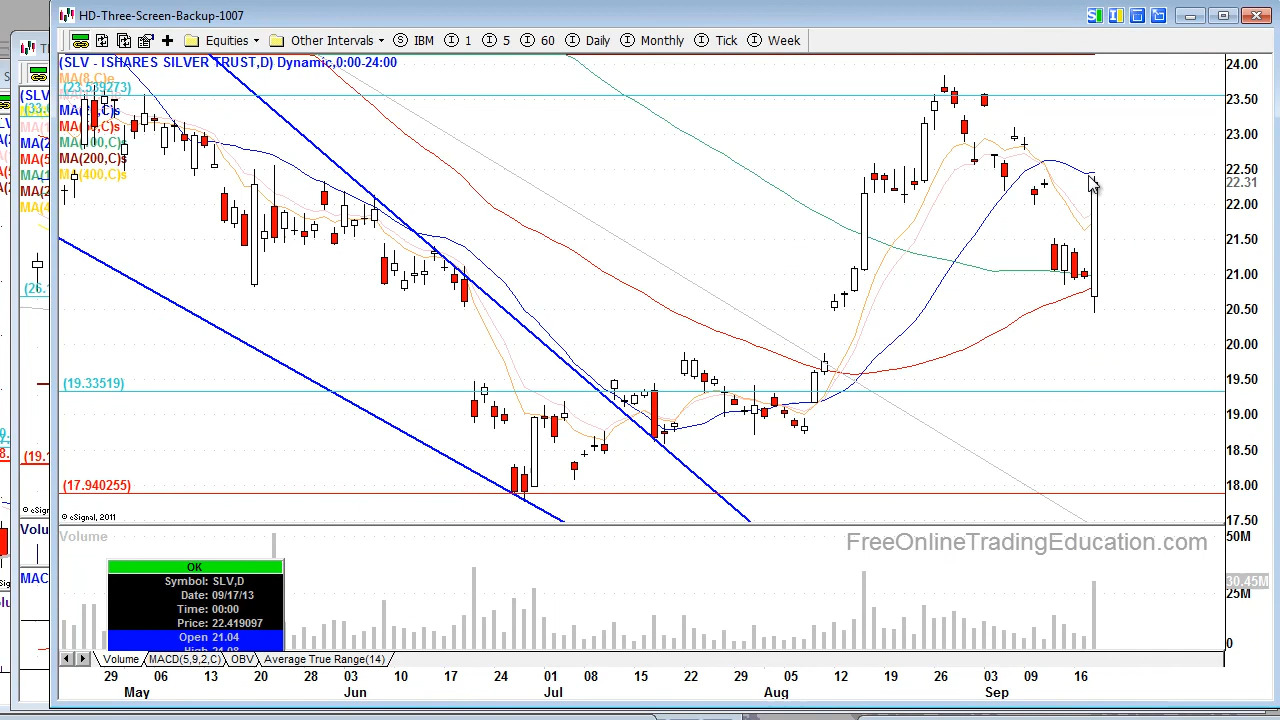 HD-Three-Screen-Backup-1007
Equities Other Intervals IBM 1 5 60 Daily Monthly Tick Week
(SLV - ISHARES SILVER TRUST,D) Dynamic,0:00-24:00
MA(8,C)e
(23.539273)
MA(100,C)s
MA(200,C)s
MA(400,C)s
(19.33519)
(17.940255)
© eSignal, 2011
24.00
23.50
23.00
22.50
22.31
22.00
21.50
21.00
20.50
20.00
19.50
19.00
18.50
18.00
17.50
Volume
FreeOnlineTradingEducation.com
50M
30.45M
25M
0
OK
Symbol: SLV,D
Date: 09/17/13
Time: 00:00
Price: 22.419097
Open 21.04
Volume MACD(5,9,2,C) OBV Average True Range(14)
29 06 13 20 28 03 10 17 24 01 08 15 22 29 05 12 19 26 03 09 16
May Jun Jul Aug Sep
(SLV
Volu
MAC